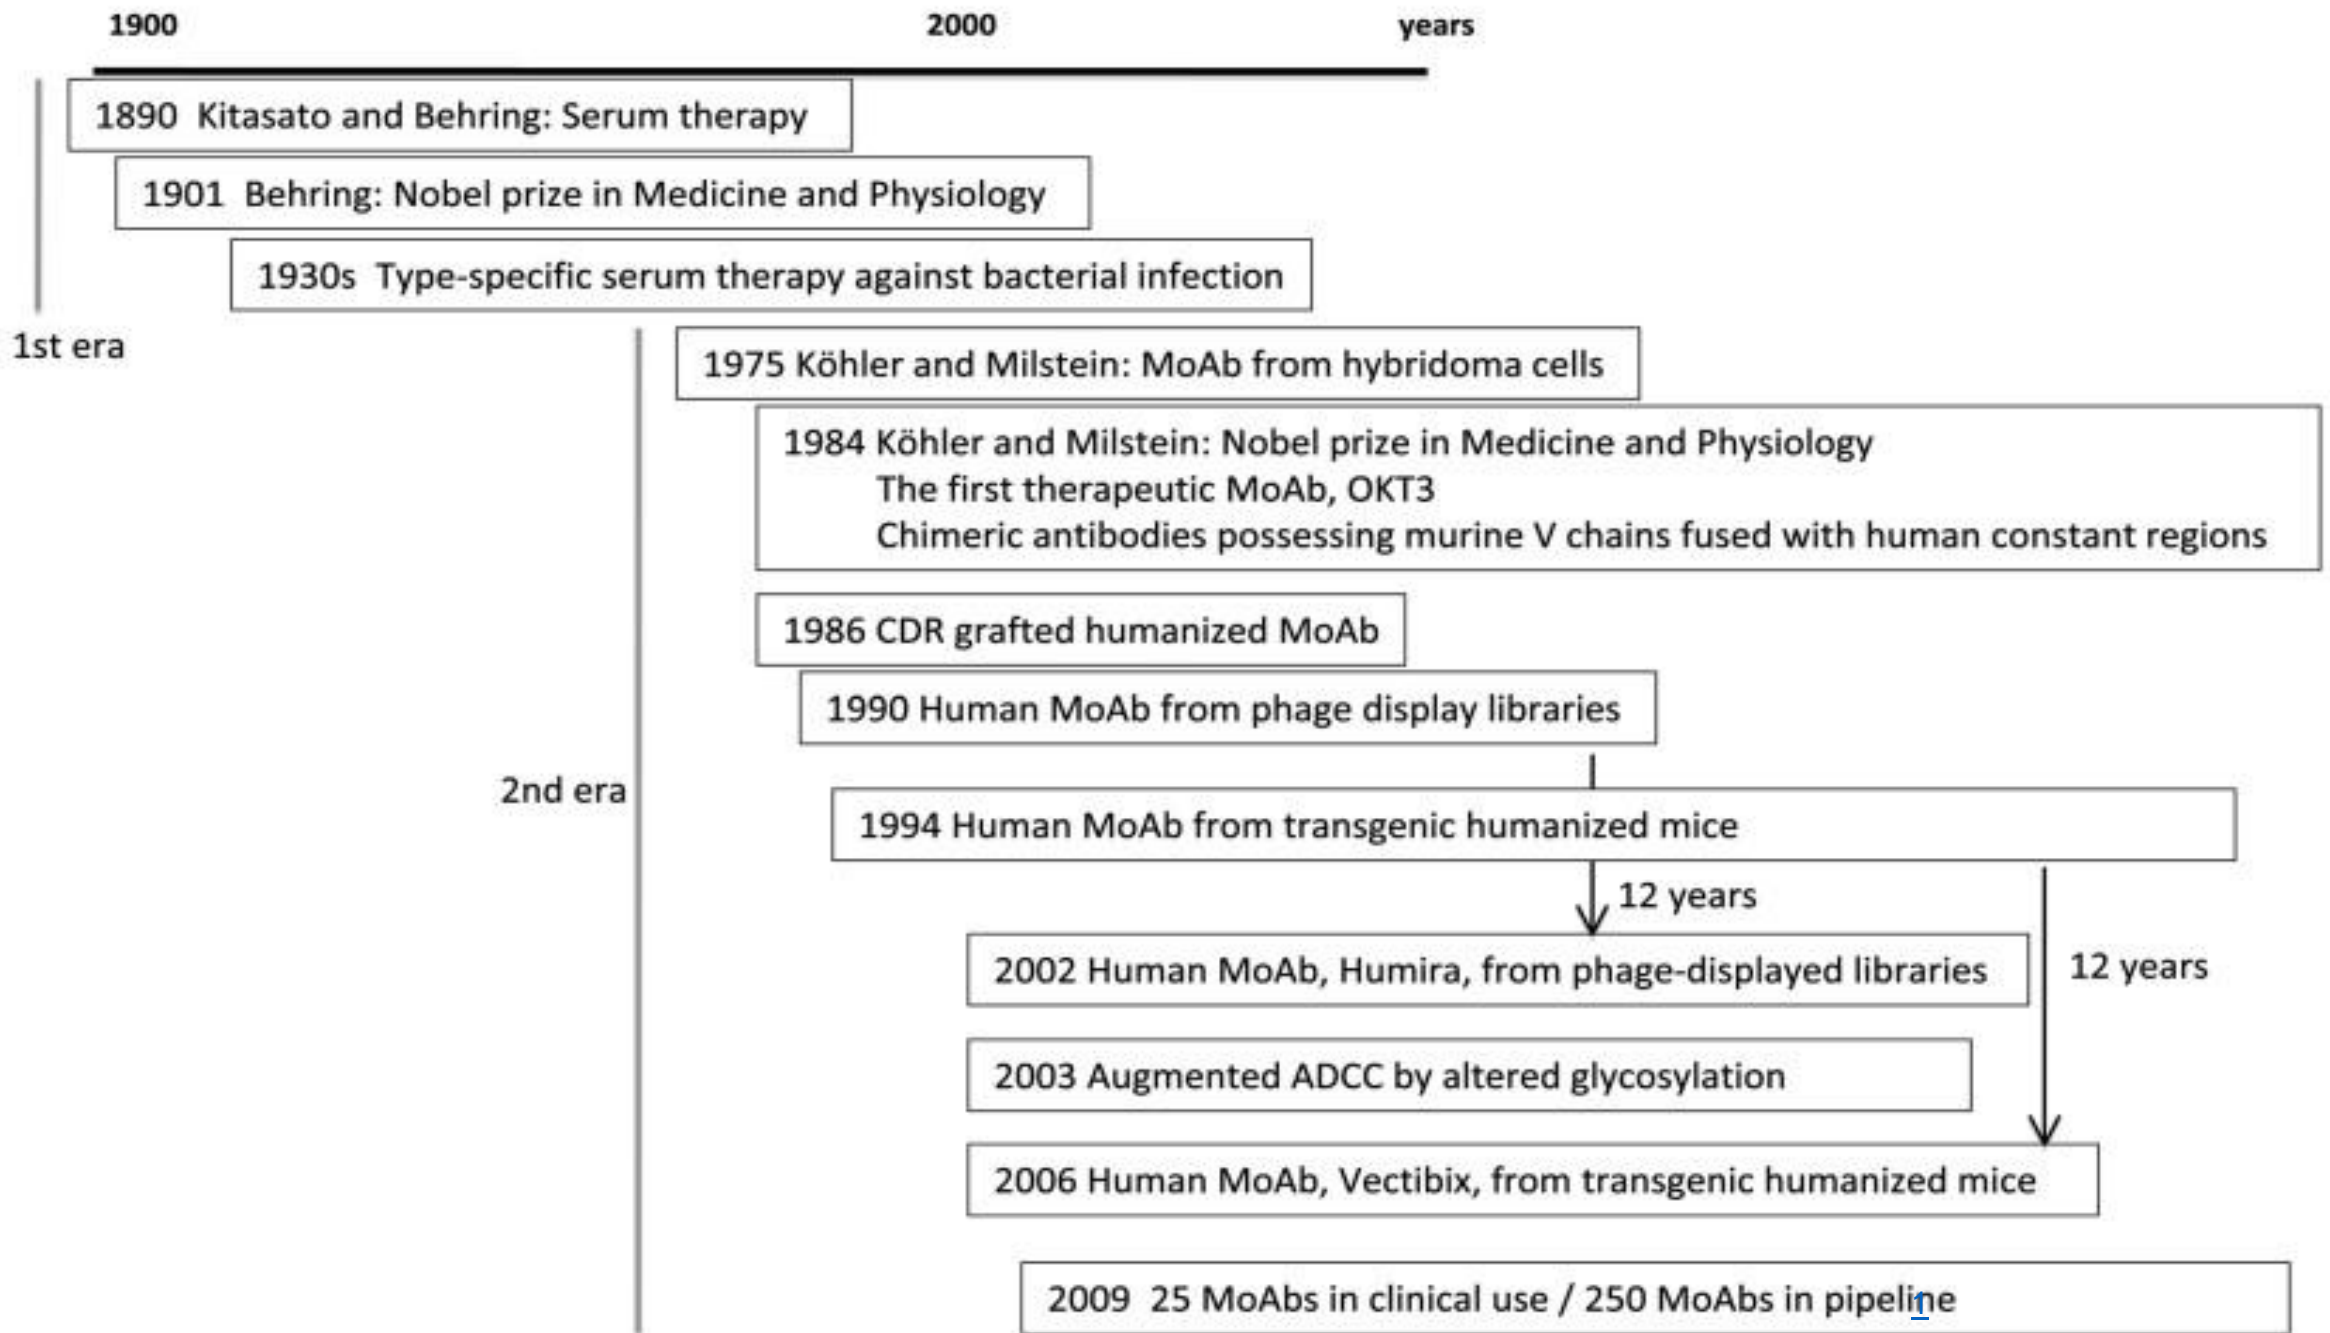 1900 2000 years
1890 Kitasato and Behring: Serum therapy
1901 Behring: Nobel prize in Medicine and Physiology
1930s Type-specific serum therapy against bacterial infection
1st era
1975 Köhler and Milstein: MoAb from hybridoma cells
1984 Köhler and Milstein: Nobel prize in Medicine and Physiology
The first therapeutic MoAb, OKT3
Chimeric antibodies possessing murine V chains fused with human constant regions
1986 CDR grafted humanized MoAb
1990 Human MoAb from phage display libraries
2nd era
1994 Human MoAb from transgenic humanized mice
12 years
2002 Human MoAb, Humira, from phage-displayed libraries
12 years
2003 Augmented ADCC by altered glycosylation
2006 Human MoAb, Vectibix, from transgenic humanized mice
2009 25 MoAbs in clinical use / 250 MoAbs in pipeline
1